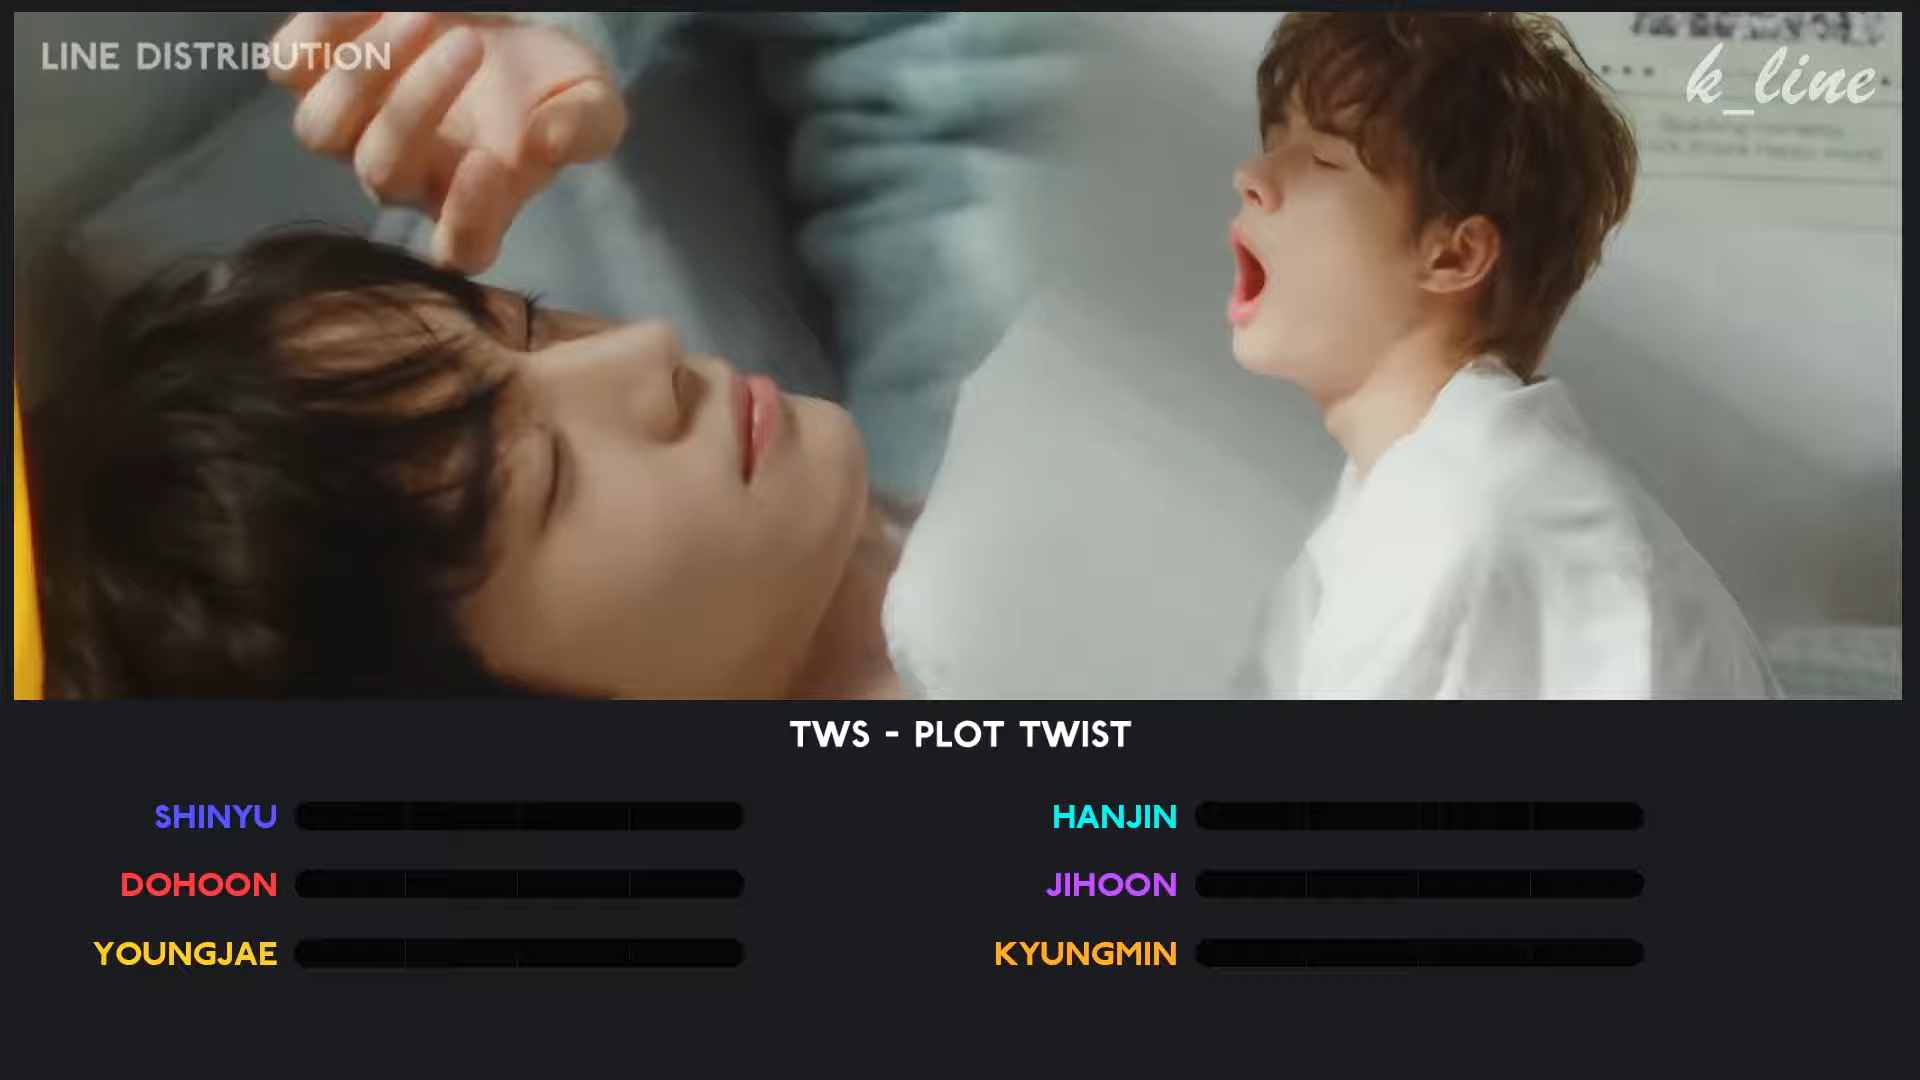 LINE DISTRIBUTION
k_line
TWS - PLOT TWIST
SHINYU
HANJIN
DOHOON
JIHOON
YOUNGJAE
KYUNGMIN